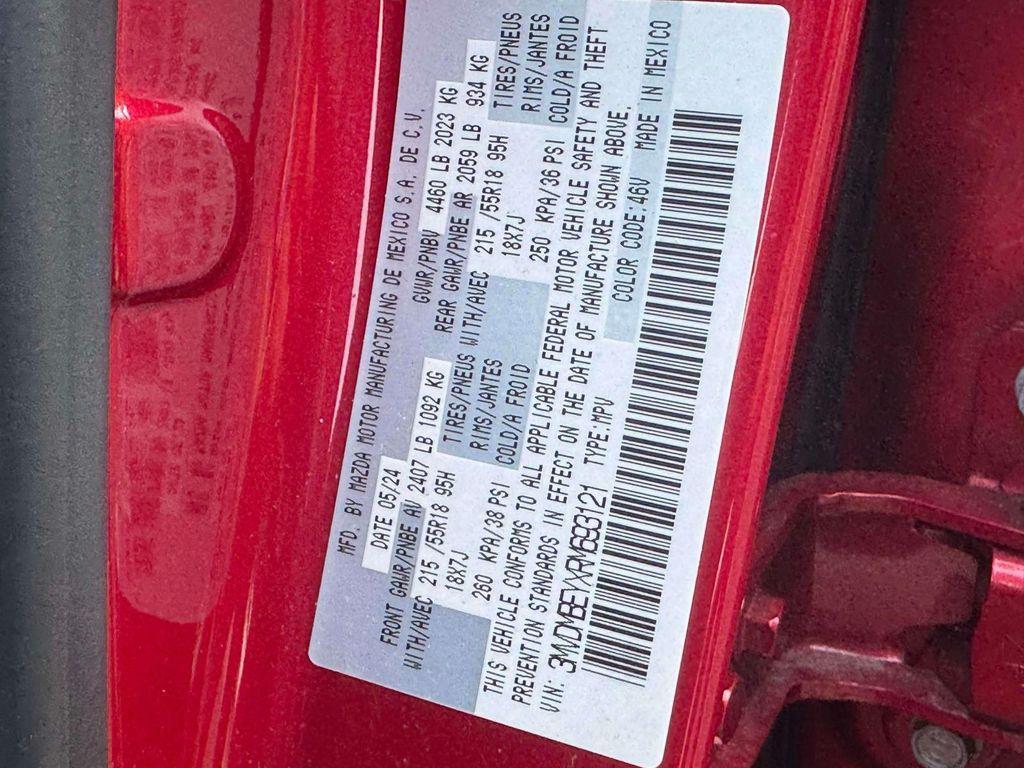 MFD. BY MAZDA MOTOR MANUFACTURING DE MEXICO S.A. DE C.V.
DATE 05/24 GVWR/PNBV 4460 LB 2023 KG
FRONT GAWR/PNBE AV 2407 LB 1092 KG REAR GAWR/PNBE AR 2059 LB 934 KG
WITH/AVEC 215 /55R18 95H TIRES/PNEUS WITH/AVEC 215 /55R18 95H TIRES/PNEUS
18X7J RIMS/JANTES 18X7J RIMS/JANTES
260 KPA/38 PSI COLD/A FROID 250 KPA/36 PSI COLD/A FROID
THIS VEHICLE CONFORMS TO ALL APPLICABLE FEDERAL MOTOR VEHICLE SAFETY AND THEFT
PREVENTION STANDARDS IN EFFECT ON THE DATE OF MANUFACTURE SHOWN ABOVE.
VIN: 3MVDMBEYXRM693121 TYPE:MPV COLOR CODE:46V MADE IN MEXICO